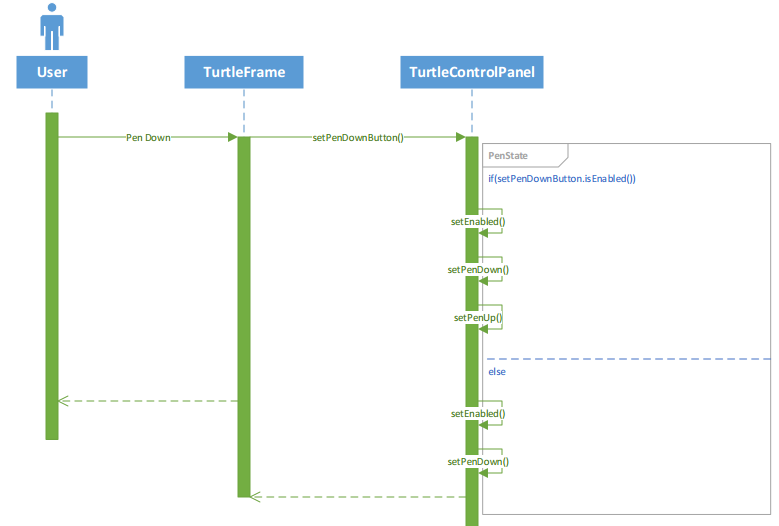 User
TurtleFrame
TurtleControlPanel
Pen Down
setPenDownButton()
PenState
if(setPenDownButton.isEnabled())
setEnabled()
setPenDown()
setPenUp()
else
setEnabled()
setPenDown()